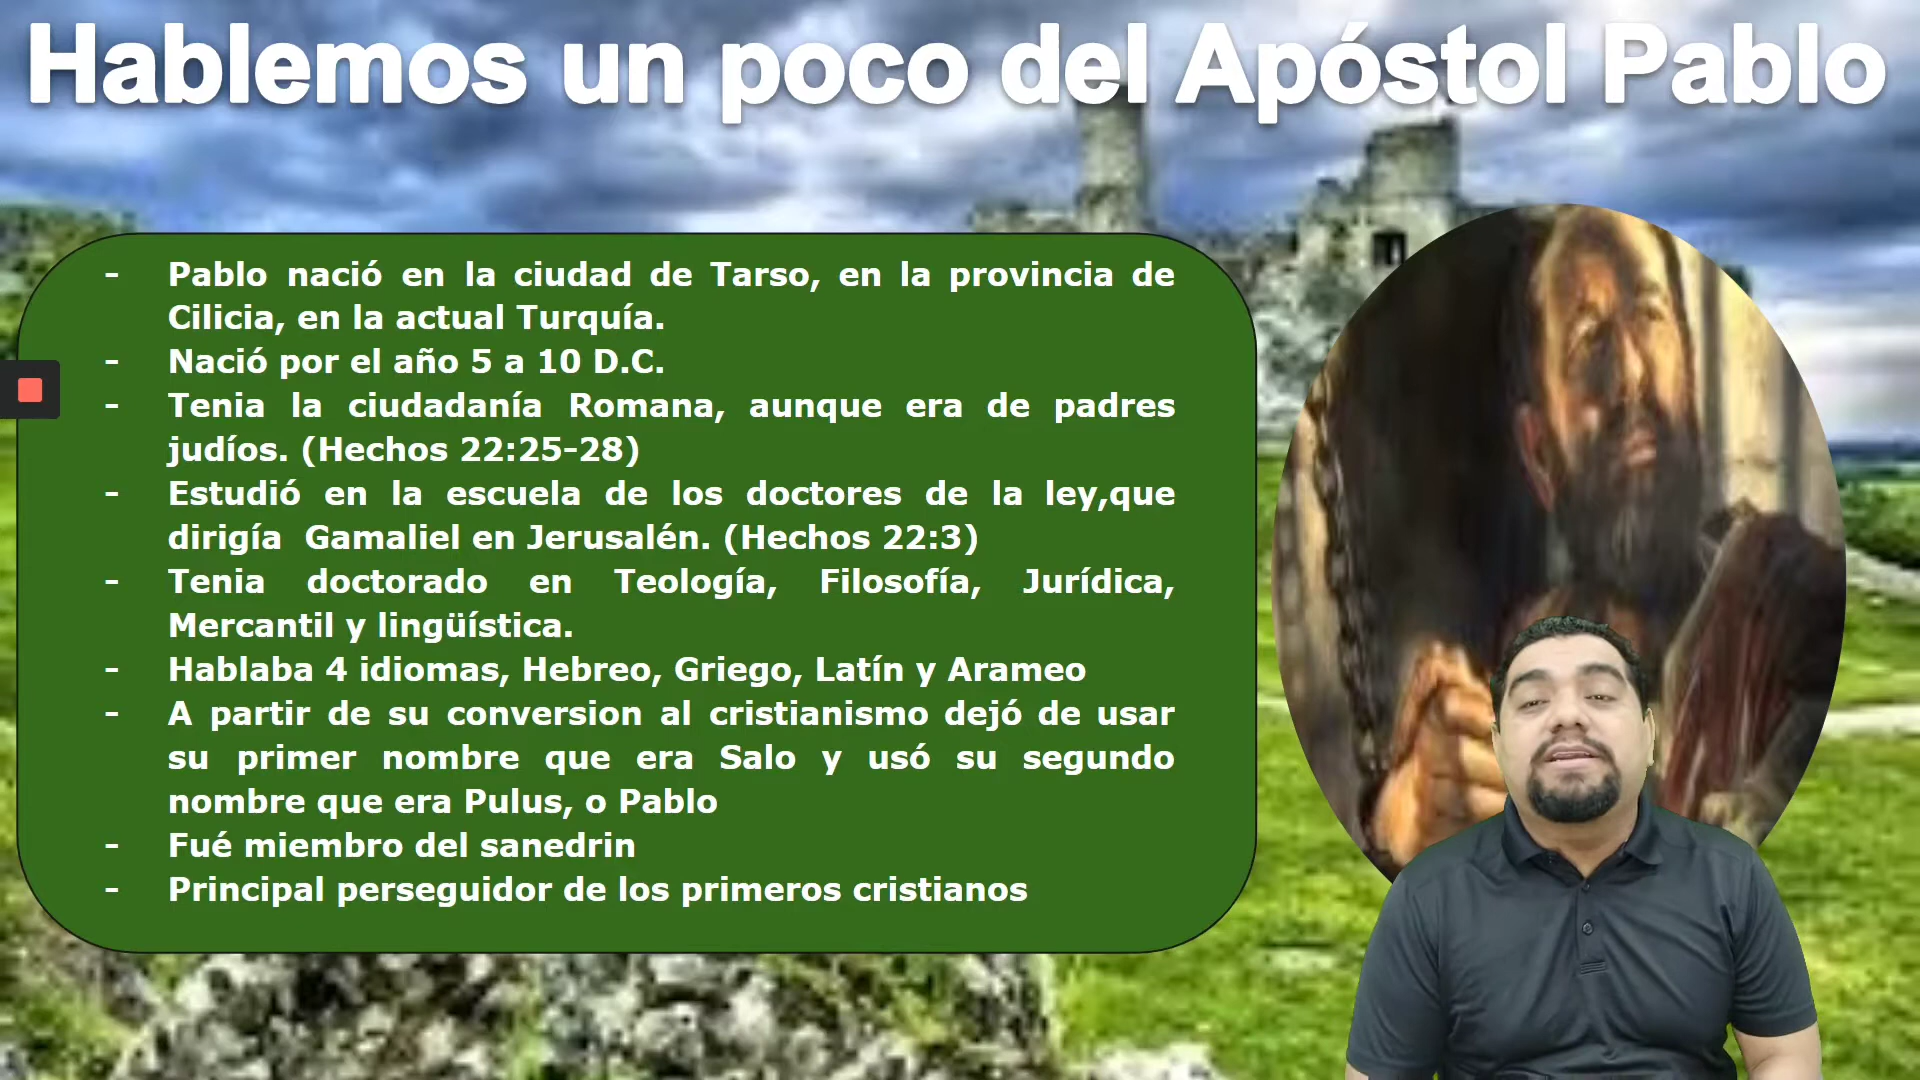 Hablemos un poco del Apóstol Pablo
- Pablo nació en la ciudad de Tarso, en la provincia de
Cilicia, en la actual Turquía.
- Nació por el año 5 a 10 D.C.
- Tenia la ciudadanía Romana, aunque era de padres
judíos. (Hechos 22:25-28)
- Estudió en la escuela de los doctores de la ley,que
dirigía Gamaliel en Jerusalén. (Hechos 22:3)
- Tenia doctorado en Teología, Filosofía, Jurídica,
Mercantil y lingüística.
- Hablaba 4 idiomas, Hebreo, Griego, Latín y Arameo
- A partir de su conversion al cristianismo dejó de usar
su primer nombre que era Salo y usó su segundo
nombre que era Pulus, o Pablo
- Fué miembro del sanedrin
- Principal perseguidor de los primeros cristianos